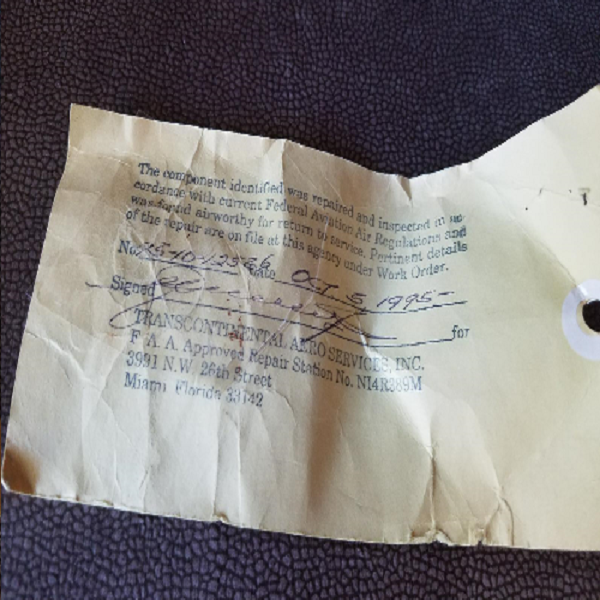 The component identified was repaired and inspected in ac-
cordance with current Federal Aviation Air Regulations and
was found airworthy for return to service. Pertinent details
of the repair are on file at this agency under Work Order.
No. Date OCT 5, 1995
Signed
for
TRANSCONTINENTAL AERO SERVICES, INC.
F. A. A. Approved Repair Station No. NI4R389M
3991 N.W. 26th Street
Miami, Florida 33142